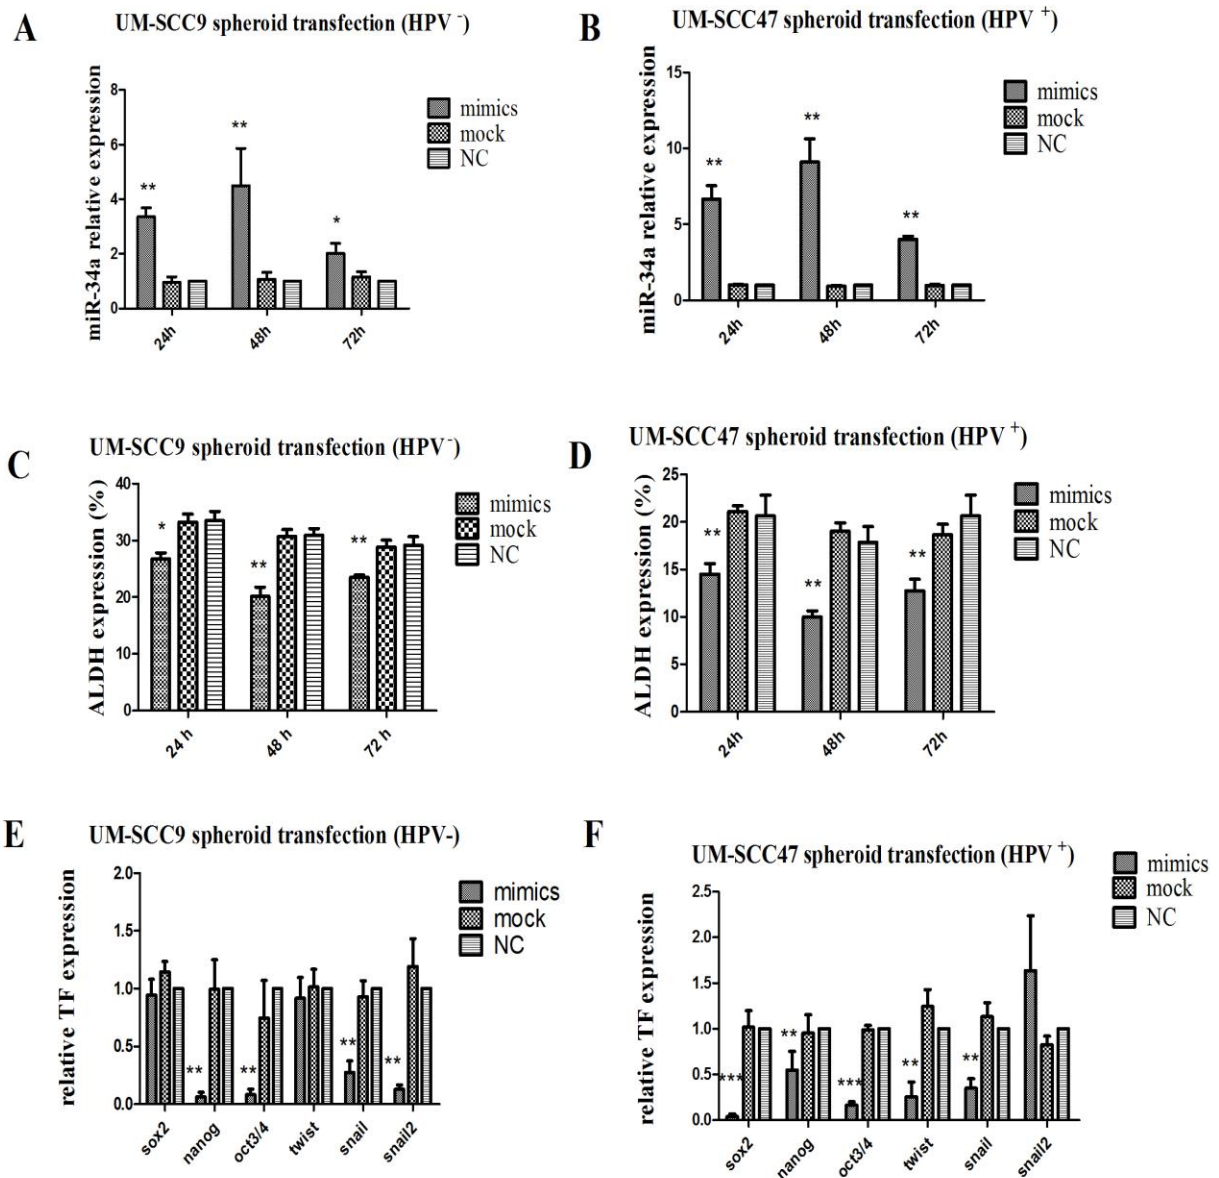 A
UM-SCC9 spheroid transfection (HPV -)
miR-34a relative expression
8
6
4
2
0
**
**
*
24h
48h
72h
mimics
mock
NC
B
UM-SCC47 spheroid transfection (HPV +)
miR-34a relative expression
15
10
5
0
**
**
**
24h
48h
72h
mimics
mock
NC
C
UM-SCC9 spheroid transfection (HPV-)
ALDH expression (%)
40
30
20
10
0
*
**
**
24 h
48 h
72 h
mimics
mock
NC
D
UM-SCC47 spheroid transfection (HPV +)
ALDH expression (%)
25
20
15
10
5
0
**
**
**
24h
48h
72h
mimics
mock
NC
E
UM-SCC9 spheroid transfection (HPV-)
relative TF expression
2.0
1.5
1.0
0.5
0.0
**
**
**
**
sox2
nanog
oct3/4
twist
snail
snail2
mimics
mock
NC
F
UM-SCC47 spheroid transfection (HPV +)
relative TF expression
2.5
2.0
1.5
1.0
0.5
0.0
***
**
***
**
**
sox2
nanog
oct3/4
twist
snail
snail2
mimics
mock
NC